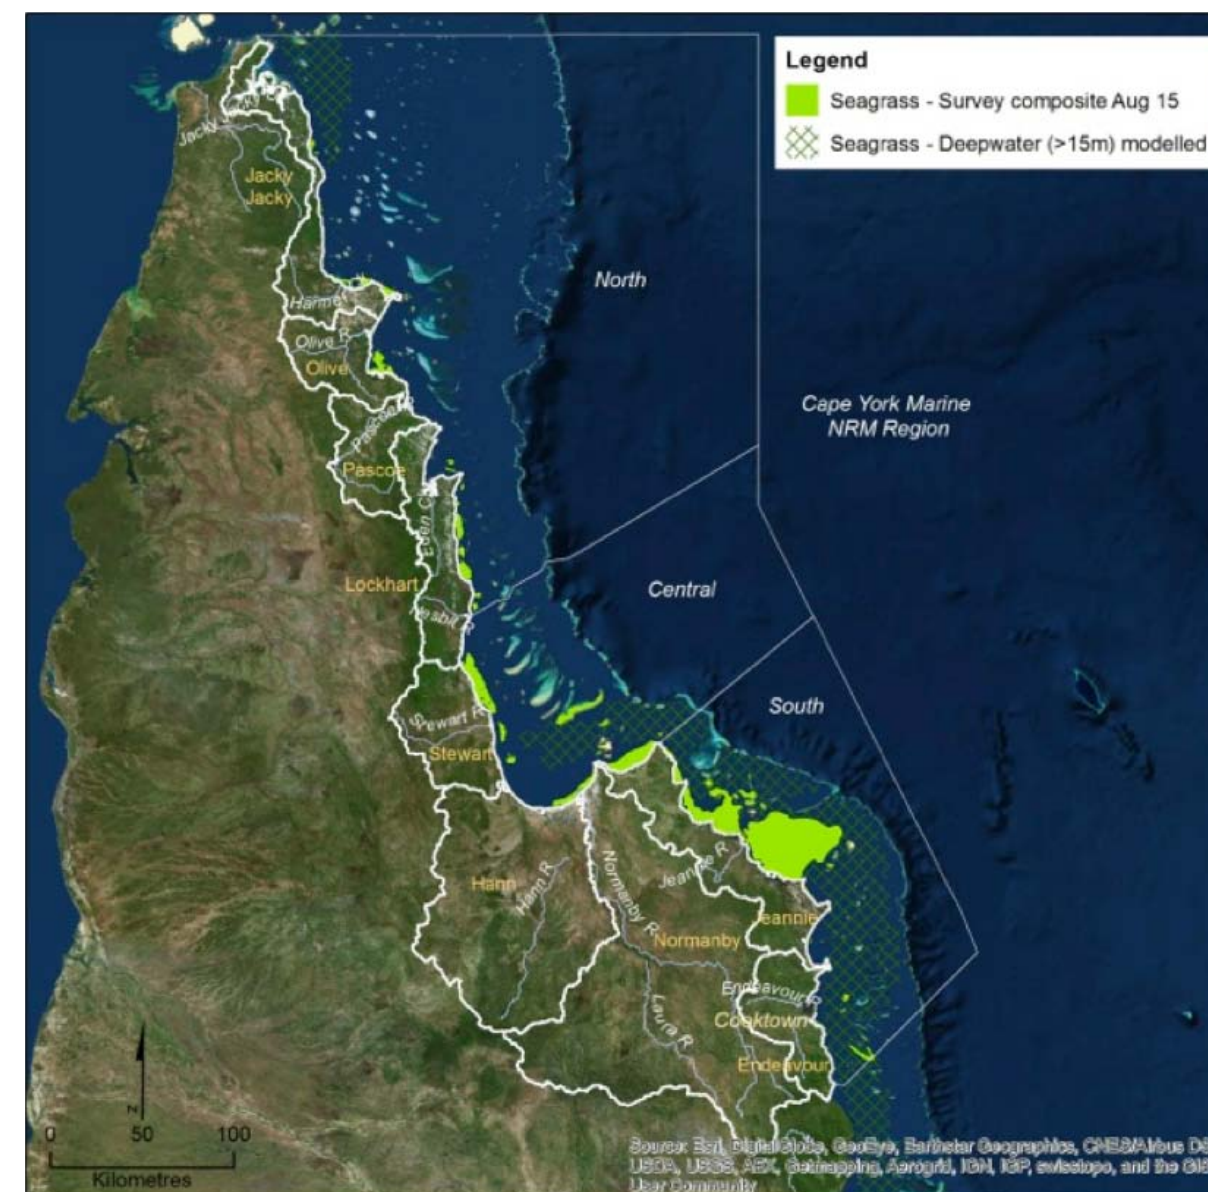 Legend
Seagrass - Survey composite Aug 15
Seagrass - Deepwater (>15m) modelled
Jacky
Jacky
Jacky
North
Harmer
Olive R
Olive
Cape York Marine
NRM Region
Pascoe R
Pascoe
Lockhart
Central
Nesbit R
South
Stewart R
Stewart
Hann
Hann R
Normanby R
Jeannie R
Jeannie
Normanby
Endeavour R
Cooktown
Laura R
Endeavour
N
0 50 100
Kilometres
Source: Esri, DigitalGlobe, GeoEye, Earthstar Geographics, CNES/Airbus DS
USDA, USGS, AEX, Getmapping, Aerogrid, IGN, IGP, swisstopo, and the GIS
User Community